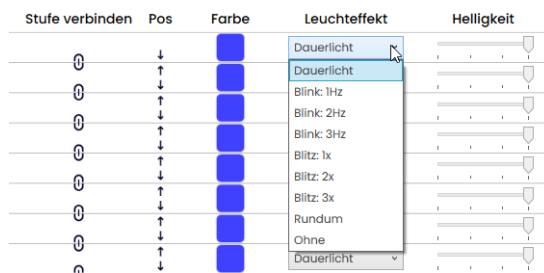 Stufe verbinden Pos Farbe Leuchteffekt Helligkeit
Dauerlicht
Dauerlicht
Blink: 1Hz
Blink: 2Hz
Blink: 3Hz
Blitz: 1x
Blitz: 2x
Blitz: 3x
Rundum
Ohne
Dauerlicht